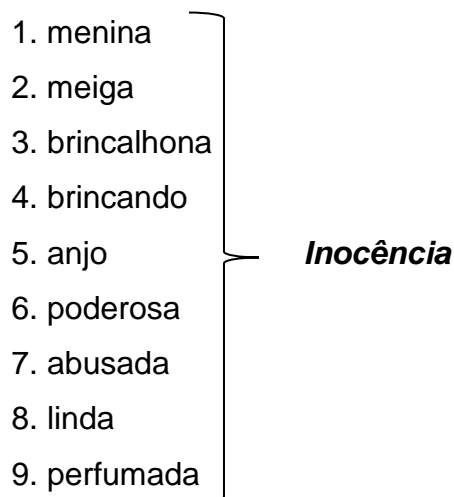 1. menina
2. meiga
3. brincalhona
4. brincando
5. anjo
Inocência
6. poderosa
7. abusada
8. linda
9. perfumada